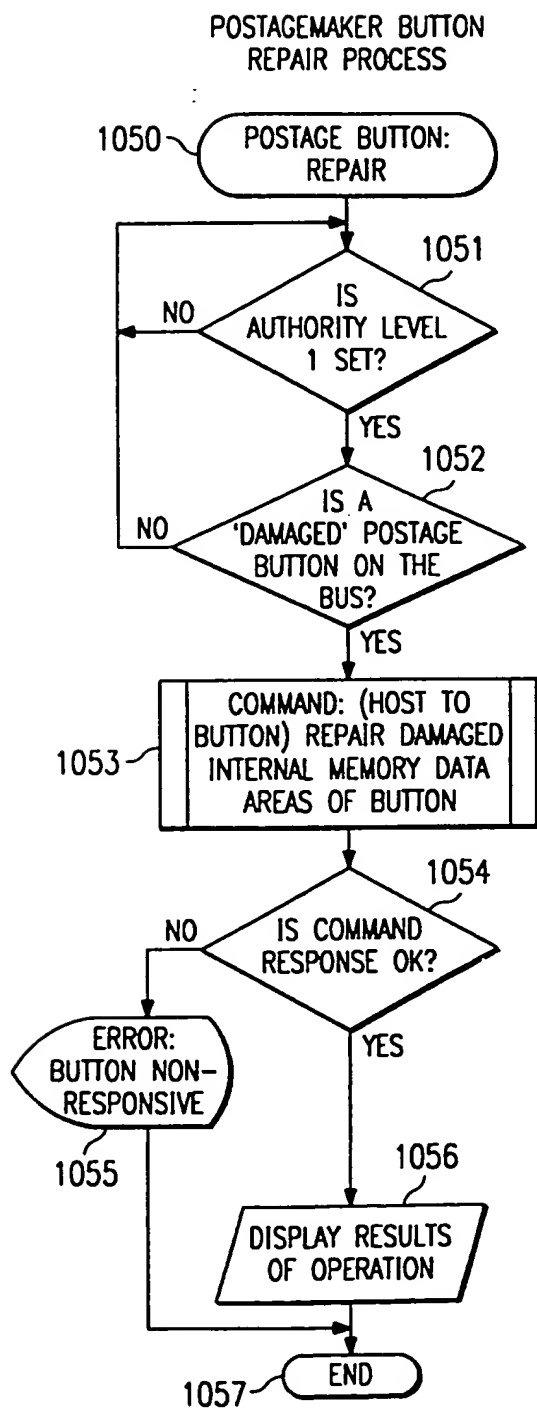 POSTAGEMAKER BUTTON
REPAIR PROCESS
1050
POSTAGE BUTTON:
REPAIR
1051
IS
AUTHORITY LEVEL
1 SET?
NO
YES
1052
IS A
'DAMAGED' POSTAGE
BUTTON ON THE
BUS?
NO
YES
1053
COMMAND: (HOST TO
BUTTON) REPAIR DAMAGED
INTERNAL MEMORY DATA
AREAS OF BUTTON
1054
IS COMMAND
RESPONSE OK?
NO
YES
ERROR:
BUTTON NON-
RESPONSIVE
1055
1056
DISPLAY RESULTS
OF OPERATION
END
1057